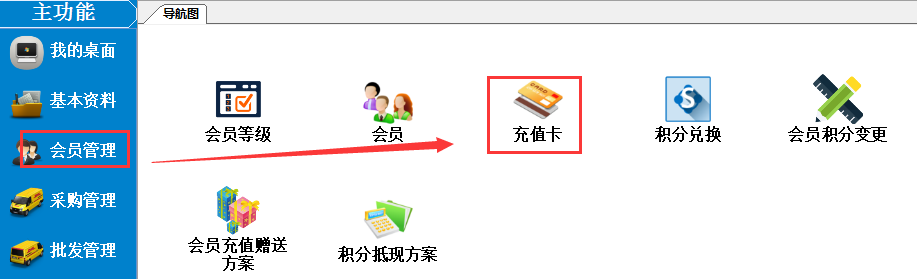 主功能
导航图
我的桌面
基本资料
会员管理
采购管理
批发管理
会员等级
会员
充值卡
积分兑换
会员积分变更
会员充值赠送
方案
积分抵现方案